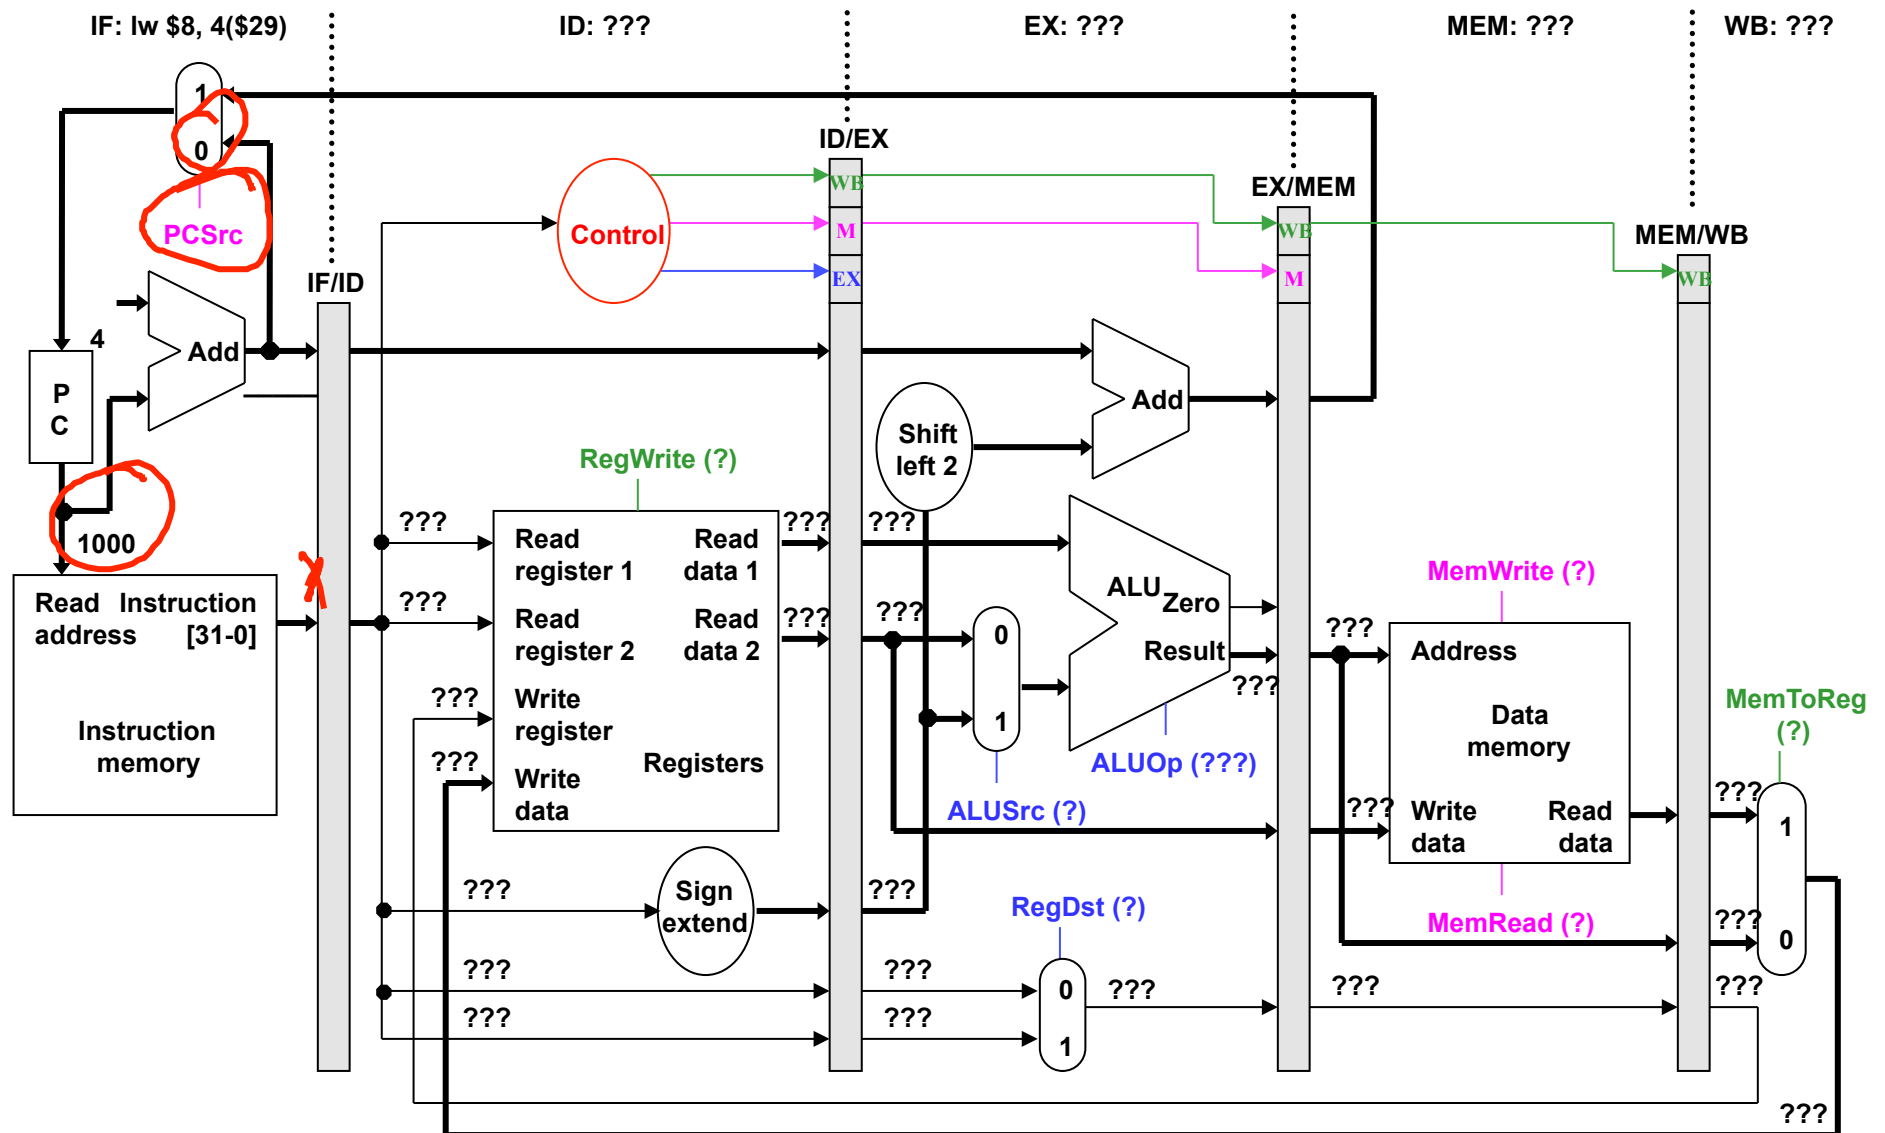 IF: lw $8, 4($29)
ID: ???
EX: ???
MEM: ???
WB: ???
1
0
PCSrc
4
Add
P
C
1000
Read address
Instruction [31-0]
Instruction
memory
IF/ID
Control
ID/EX
WB
M
EX
EX/MEM
WB
M
MEM/WB
WB
RegWrite (?)
???
Read
register 1
Read
data 1
???
???
???
Read
register 2
Read
data 2
???
???
???
Write
register
???
Write
data
Registers
???
Sign
extend
???
???
???
???
???
Shift
left 2
Add
0
1
ALUSrc (?)
ALU
Zero
Result
???
ALUOp (???)
RegDst (?)
0
1
???
???
MemWrite (?)
Address
Data
memory
???
Write
data
Read
data
MemRead (?)
???
MemToReg
(?)
???
1
???
0
???
???